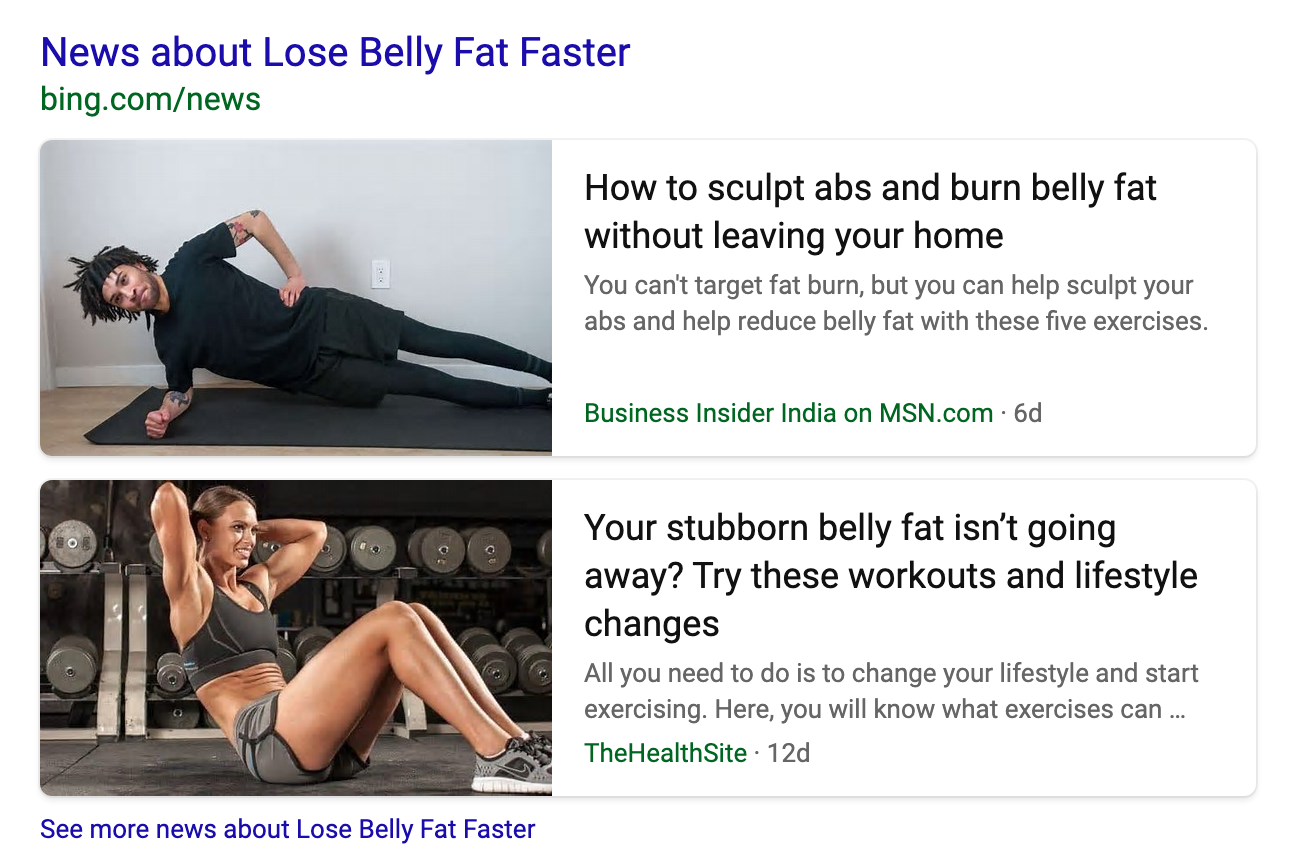 News about Lose Belly Fat Faster
bing.com/news
How to sculpt abs and burn belly fat
without leaving your home
You can't target fat burn, but you can help sculpt your
abs and help reduce belly fat with these five exercises.
Business Insider India on MSN.com · 6d
Your stubborn belly fat isn’t going
away? Try these workouts and lifestyle
changes
All you need to do is to change your lifestyle and start
exercising. Here, you will know what exercises can ...
TheHealthSite · 12d
See more news about Lose Belly Fat Faster